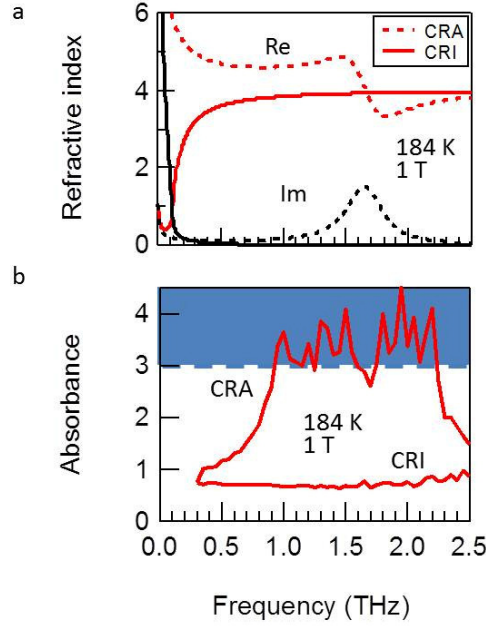 a
Refractive index
6
4
2
0
Re
CRA
CRI
184 K
1 T
Im
b
Absorbance
4
3
2
1
0
CRA
184 K
1 T
CRI
0.0 0.5 1.0 1.5 2.0 2.5
Frequency (THz)